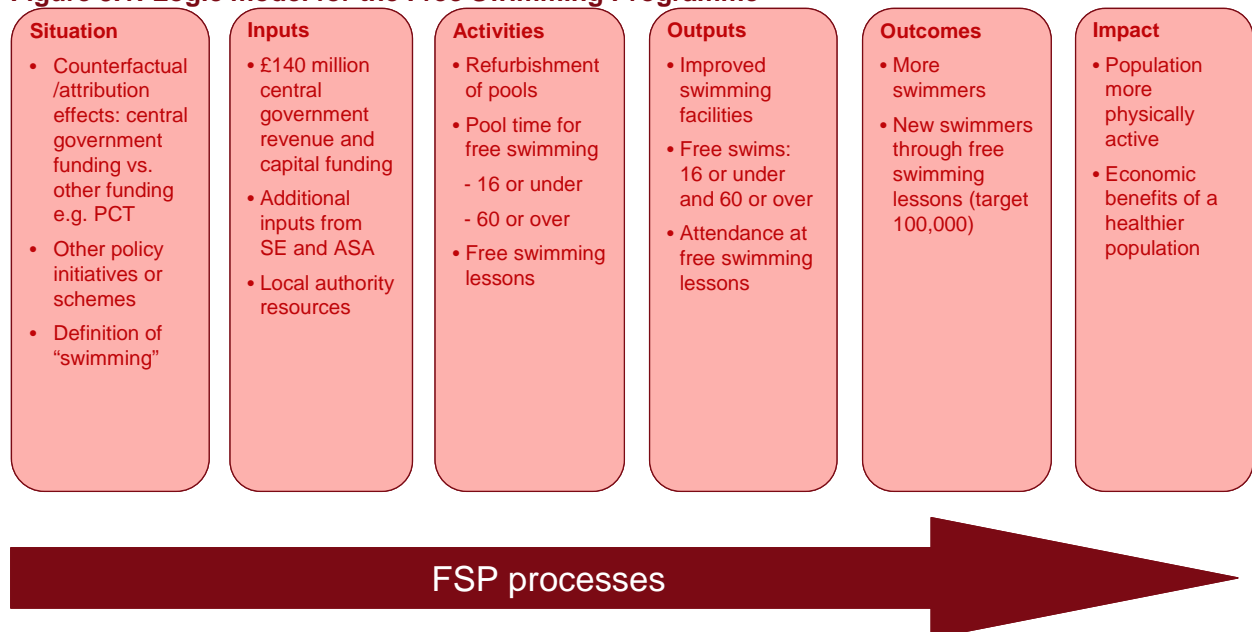 Situation
• Counterfactual
/attribution
effects: central
government
funding vs.
other funding
e.g. PCT
• Other policy
initiatives or
schemes
• Definition of
“swimming”
Inputs
• £140 million
central
government
revenue and
capital funding
• Additional
inputs from
SE and ASA
• Local authority
resources
Activities
• Refurbishment
of pools
• Pool time for
free swimming
- 16 or under
- 60 or over
• Free swimming
lessons
Outputs
• Improved
swimming
facilities
• Free swims:
16 or under
and 60 or over
• Attendance at
free swimming
lessons
Outcomes
• More
swimmers
• New swimmers
through free
swimming
lessons (target
100,000)
Impact
• Population
more
physically
active
• Economic
benefits of a
healthier
population
FSP processes